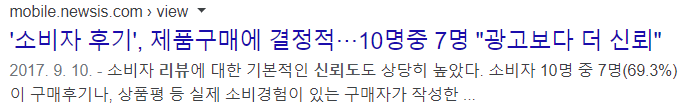 mobile.newsis.com › view
'소비자 후기', 제품구매에 결정적…10명중 7명 "광고보다 더 신뢰"
2017. 9. 10. - 소비자 리뷰에 대한 기본적인 신뢰도도 상당히 높았다. 소비자 10명 중 7명(69.3%)
이 구매후기나, 상품평 등 실제 소비경험이 있는 구매자가 작성한 ...